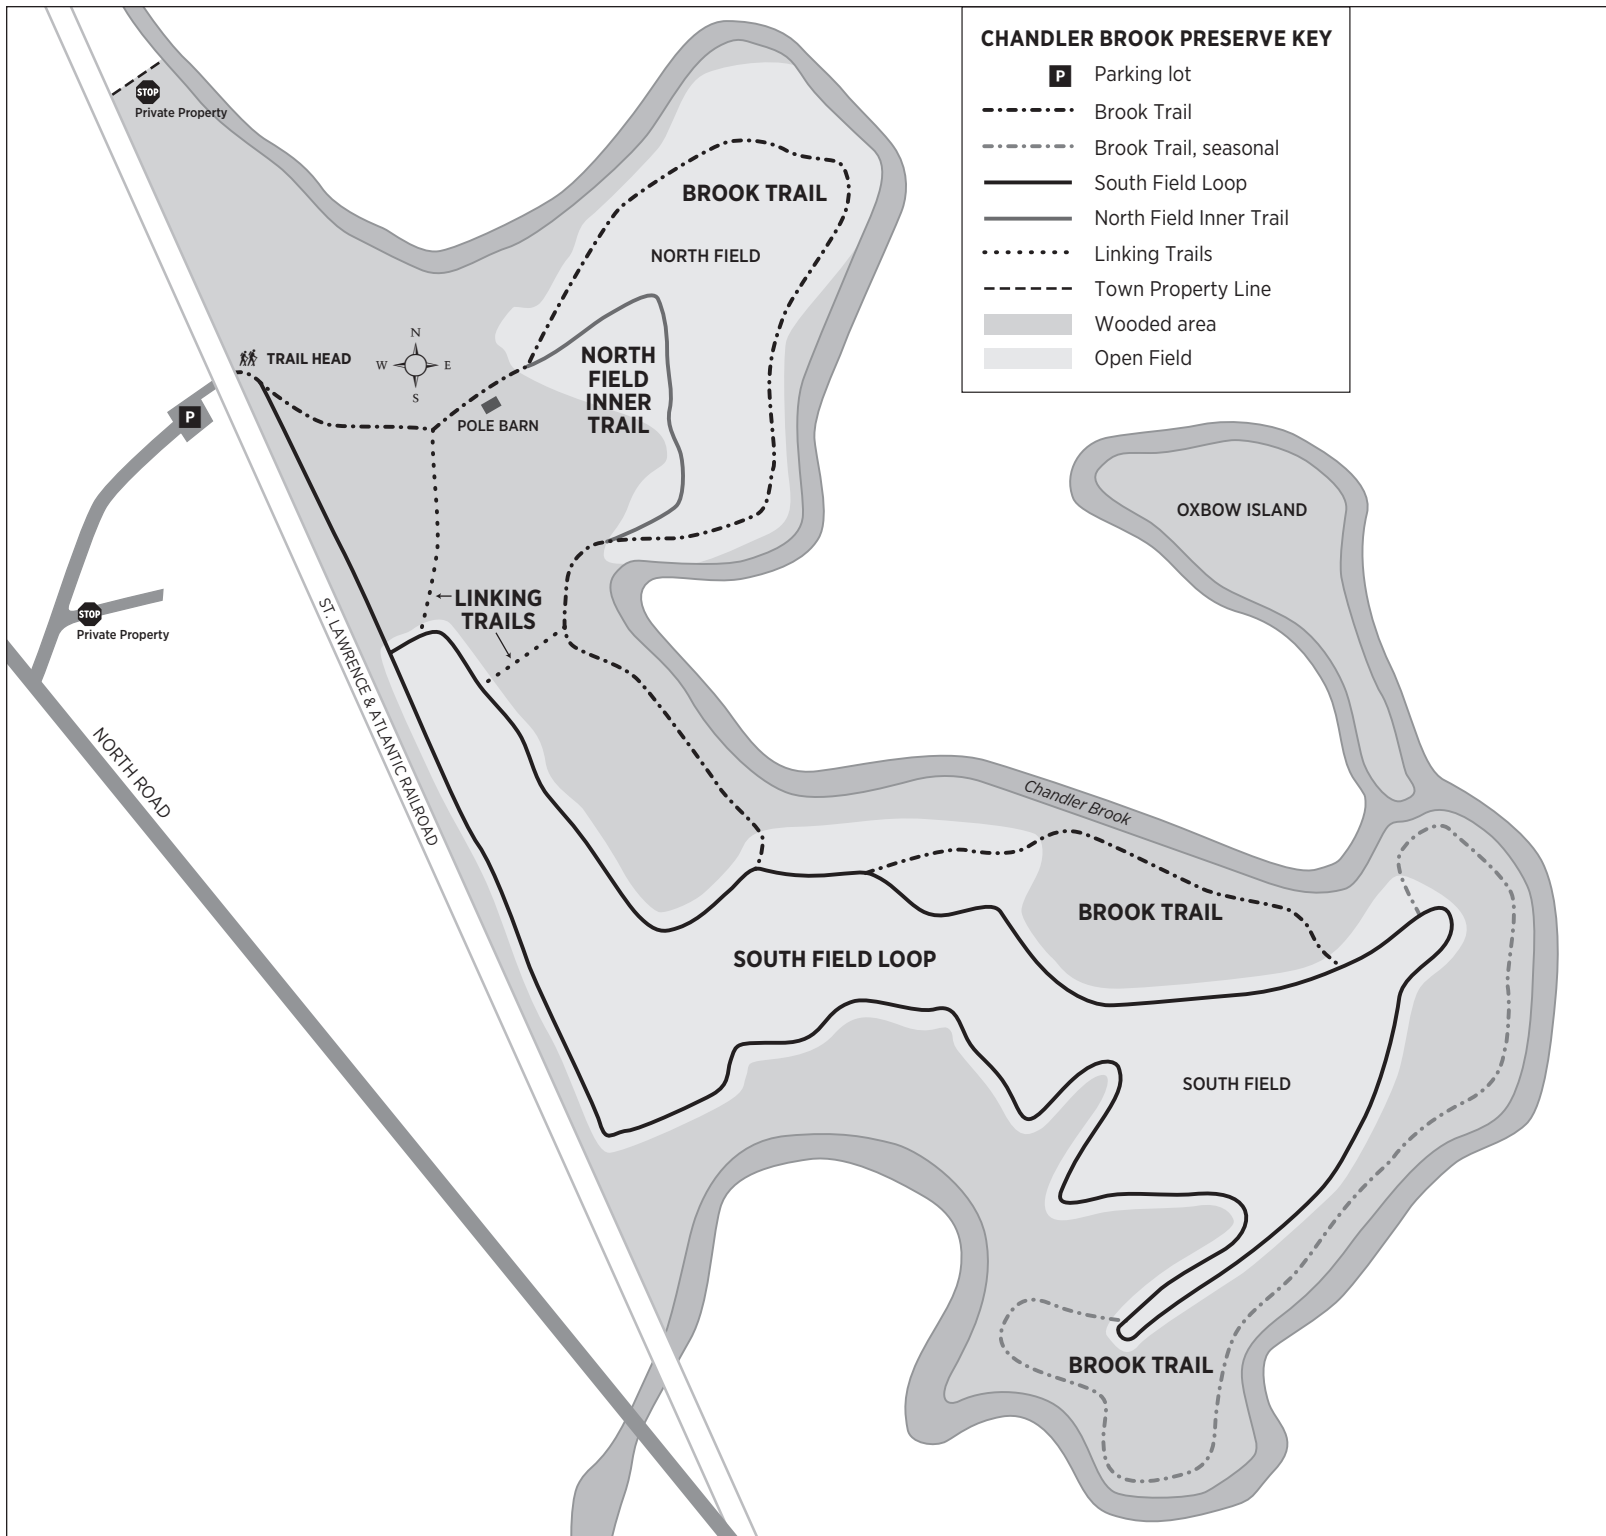 CHANDLER BROOK PRESERVE KEY
P Parking lot
Brook Trail
Brook Trail, seasonal
South Field Loop
North Field Inner Trail
Linking Trails
Town Property Line
Wooded area
Open Field
STOP
Private Property
BROOK TRAIL
NORTH FIELD
TRAIL HEAD
N
W E
S
P
POLE BARN
NORTH
FIELD
INNER
TRAIL
OXBOW ISLAND
LINKING
TRAILS
STOP
Private Property
ST. LAWRENCE & ATLANTIC RAILROAD
NORTH ROAD
Chandler Brook
BROOK TRAIL
SOUTH FIELD LOOP
SOUTH FIELD
BROOK TRAIL